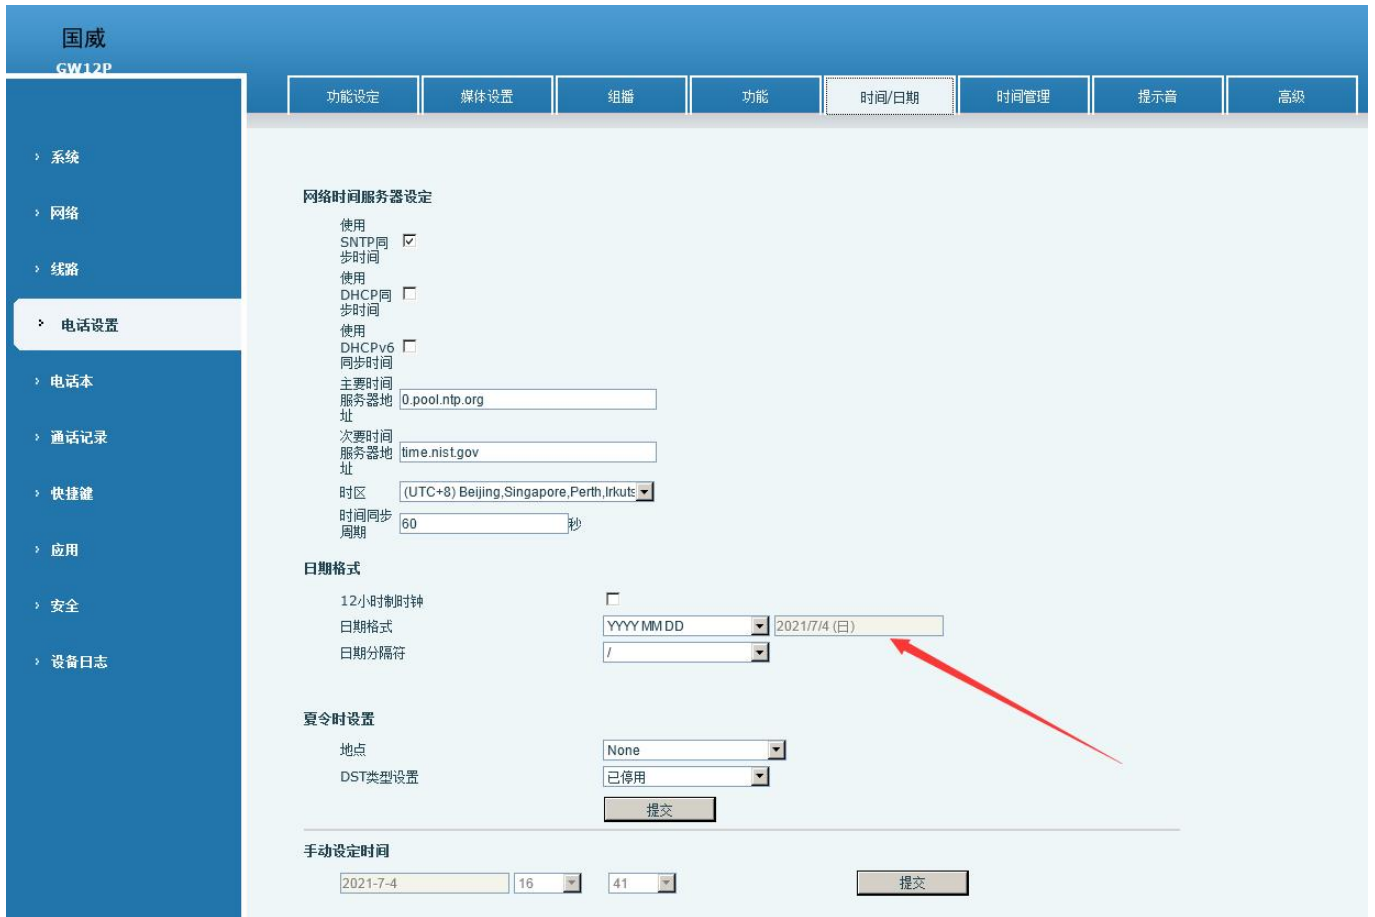 国威
GW12P
功能设定
媒体设置
组播
功能
时间/日期
时间管理
提示音
高级
系统
网络
线路
电话设置
电话本
通话记录
快捷键
应用
安全
设备日志
网络时间服务器设定
使用
SNTP同
步时间
使用
DHCP同
步时间
使用
DHCPv6
同步时间
主要时间
服务器地
址
0.pool.ntp.org
次要时间
服务器地
址
time.nist.gov
时区
(UTC+8) Beijing,Singapore,Perth,Irkuts
时间同步
周期
60
秒
日期格式
12小时制时钟
日期格式
YYYY MM DD
2021/7/4 (日)
日期分隔符
/
夏令时设置
地点
None
DST类型设置
已停用
提交
手动设定时间
2021-7-4
16
41
提交